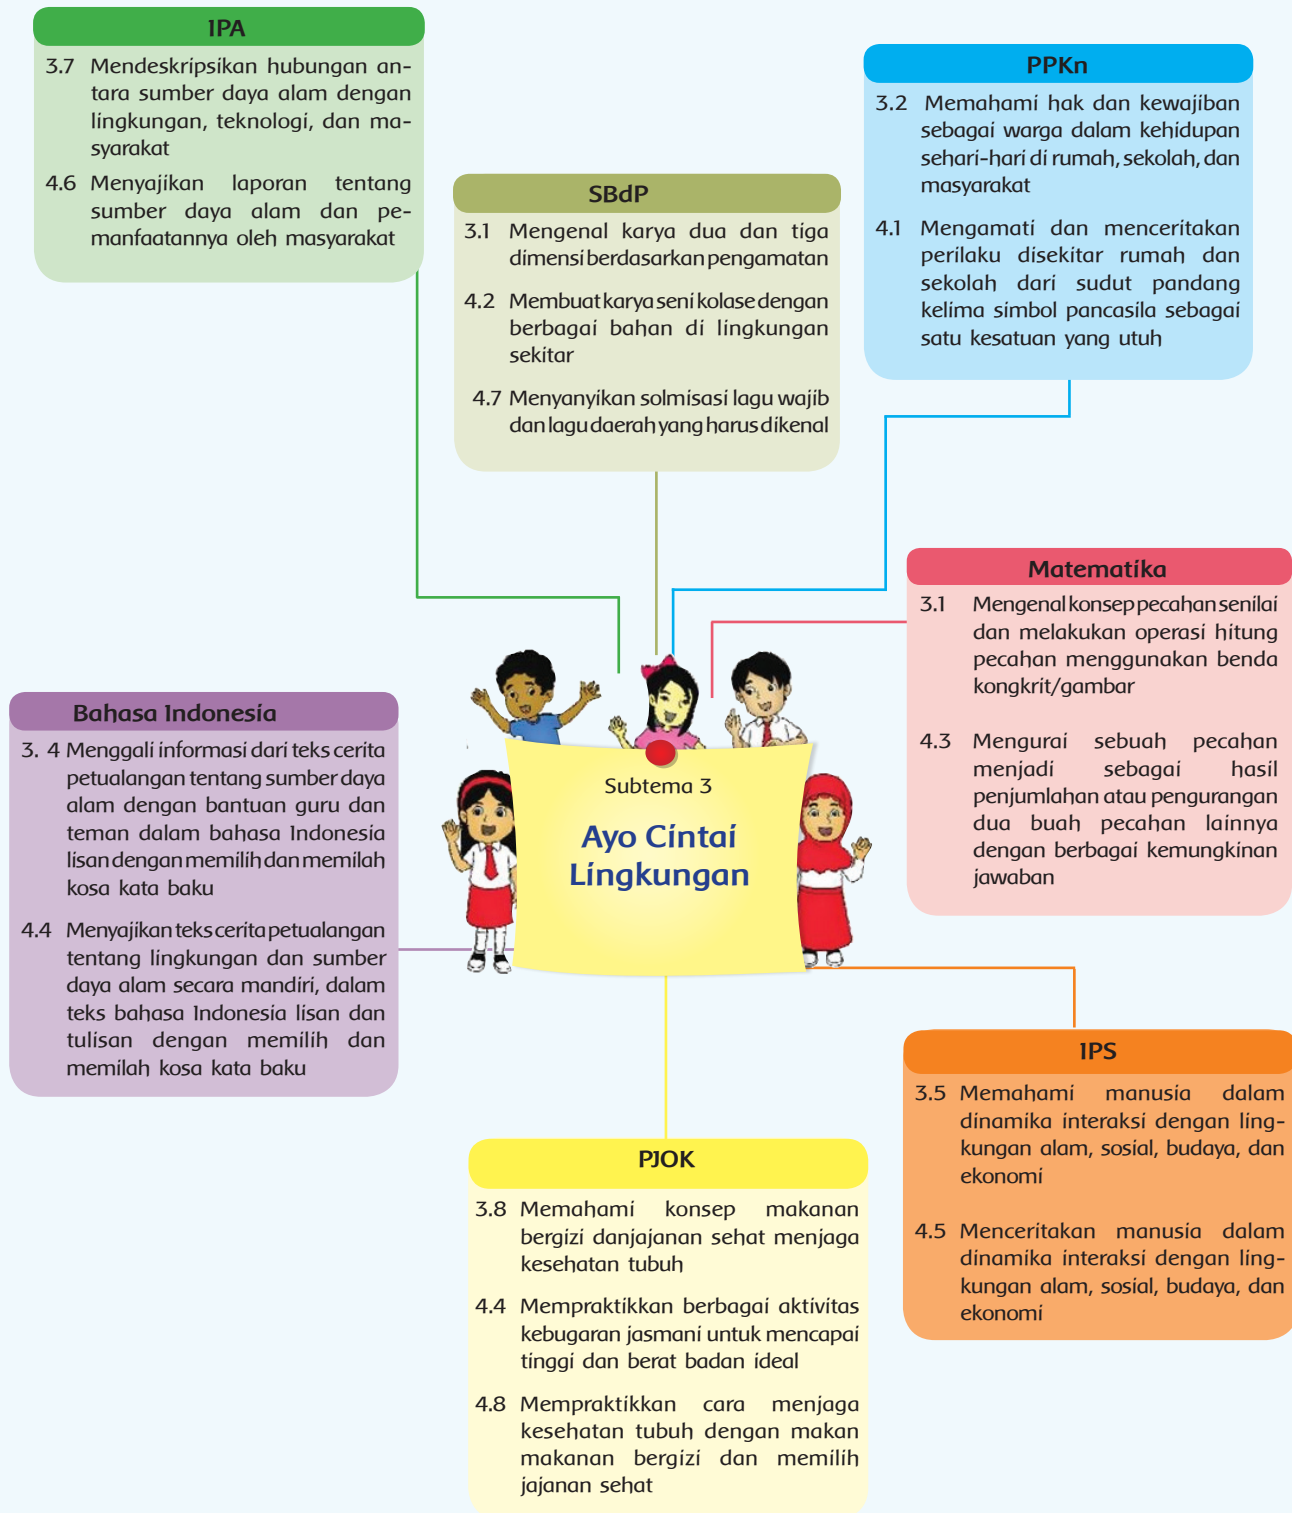 IPA
3.7 Mendeskripsikan hubungan an-
tara sumber daya alam dengan
lingkungan, teknologi, dan ma-
syarakat
4.6 Menyajikan laporan tentang
sumber daya alam dan pe-
manfaatannya oleh masyarakat
SBdP
3.1 Mengenal karya dua dan tiga
dimensi berdasarkan pengamatan
4.2 Membuat karya seni kolase dengan
berbagai bahan di lingkungan
sekitar
4.7 Menyanyikan solmisasi lagu wajib
dan lagu daerah yang harus dikenal
PPKn
3.2 Memahami hak dan kewajiban
sebagai warga dalam kehidupan
sehari-hari di rumah, sekolah, dan
masyarakat
4.1 Mengamati dan menceritakan
perilaku disekitar rumah dan
sekolah dari sudut pandang
kelima simbol pancasila sebagai
satu kesatuan yang utuh
Matematika
3.1 Mengenal konsep pecahan senilai
dan melakukan operasi hitung
pecahan menggunakan benda
kongkrit/gambar
4.3 Mengurai sebuah pecahan
menjadi sebagai hasil
penjumlahan atau pengurangan
dua buah pecahan lainnya
dengan berbagai kemungkinan
jawaban
Bahasa Indonesia
3. 4 Menggali informasi dari teks cerita
petualangan tentang sumber daya
alam dengan bantuan guru dan
teman dalam bahasa Indonesia
lisan dengan memilih dan memilah
kosa kata baku
4.4 Menyajikan teks cerita petualangan
tentang lingkungan dan sumber
daya alam secara mandiri, dalam
teks bahasa Indonesia lisan dan
tulisan dengan memilih dan
memilah kosa kata baku
Subtema 3
Ayo Cintai
Lingkungan
IPS
3.5 Memahami manusia dalam
dinamika interaksi dengan ling-
kungan alam, sosial, budaya, dan
ekonomi
4.5 Menceritakan manusia dalam
dinamika interaksi dengan ling-
kungan alam, sosial, budaya, dan
ekonomi
PJOK
3.8 Memahami konsep makanan
bergizi danjajanan sehat menjaga
kesehatan tubuh
4.4 Mempraktikkan berbagai aktivitas
kebugaran jasmani untuk mencapai
tinggi dan berat badan ideal
4.8 Mempraktikkan cara menjaga
kesehatan tubuh dengan makan
makanan bergizi dan memilih
jajanan sehat